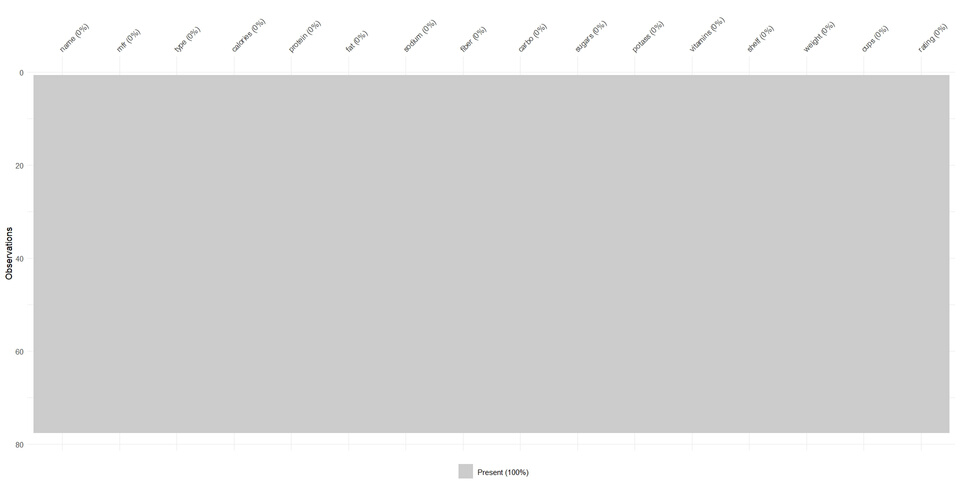 name (0%)
mfr (0%)
type (0%)
calories (0%)
protein (0%)
fat (0%)
sodium (0%)
fiber (0%)
carbo (0%)
sugars (0%)
potass (0%)
vitamins (0%)
shelf (0%)
weight (0%)
cups (0%)
rating (0%)
0
20
40
60
80
Observations
Present (100%)